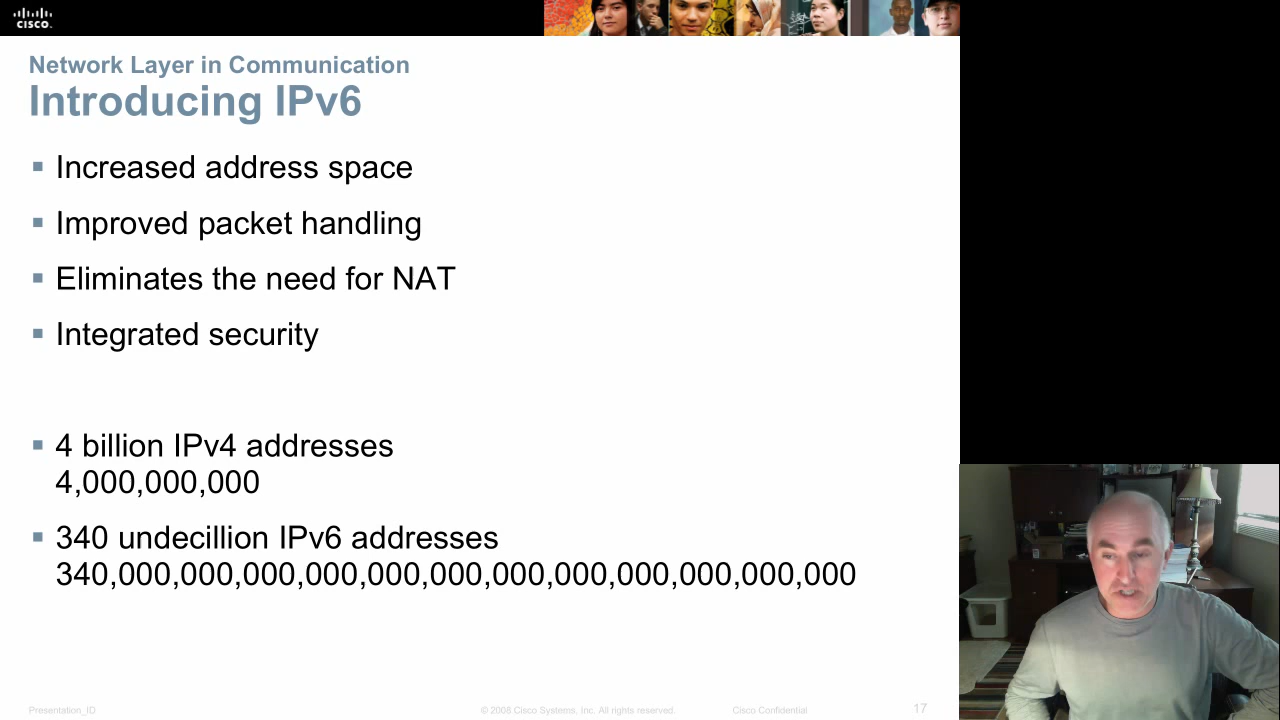 CISCO.
Network Layer in Communication
Introducing IPv6
Increased address space
Improved packet handling
Eliminates the need for NAT
Integrated security
4 billion IPv4 addresses
4,000,000,000
340 undecillion IPv6 addresses
340,000,000,000,000,000,000,000,000,000,000,000,000
Presentation_ID
© 2008 Cisco Systems, Inc. All rights reserved.
Cisco Confidential
17